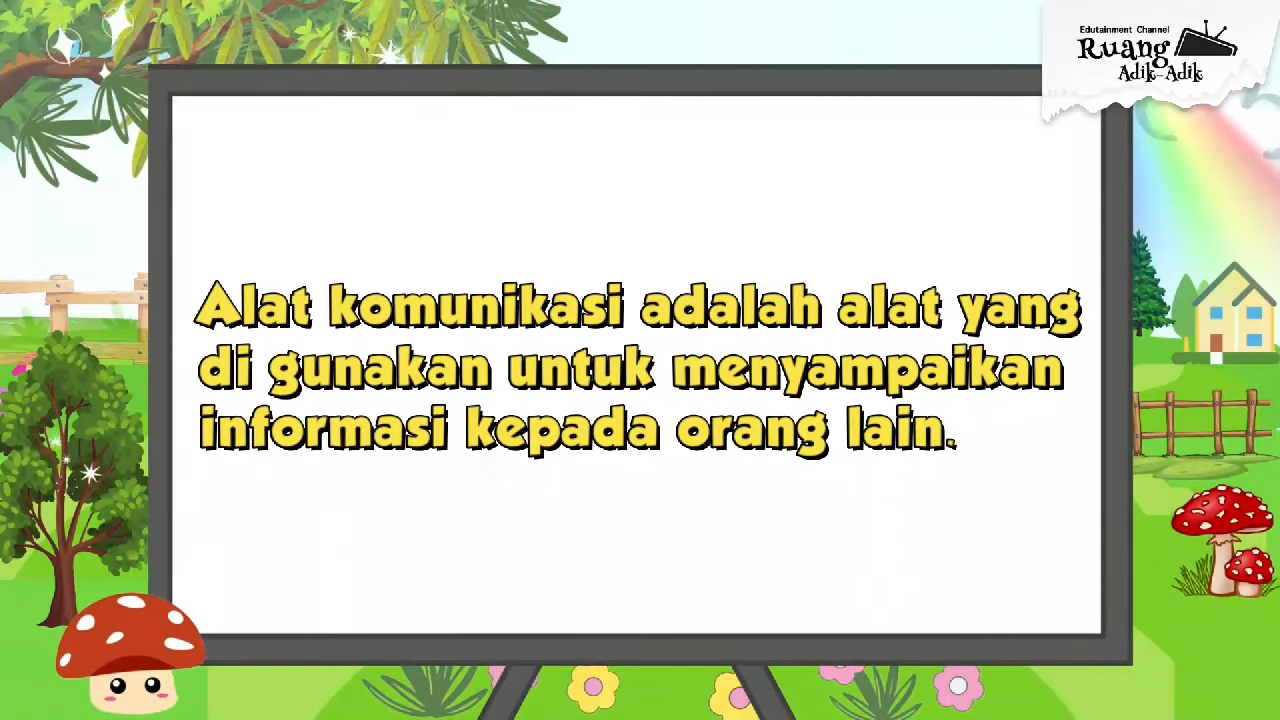 Edutainment Channel
Ruang
Adik-Adik
Alat komunikasi adalah alat yang
di gunakan untuk menyampaikan
informasi kepada orang lain.